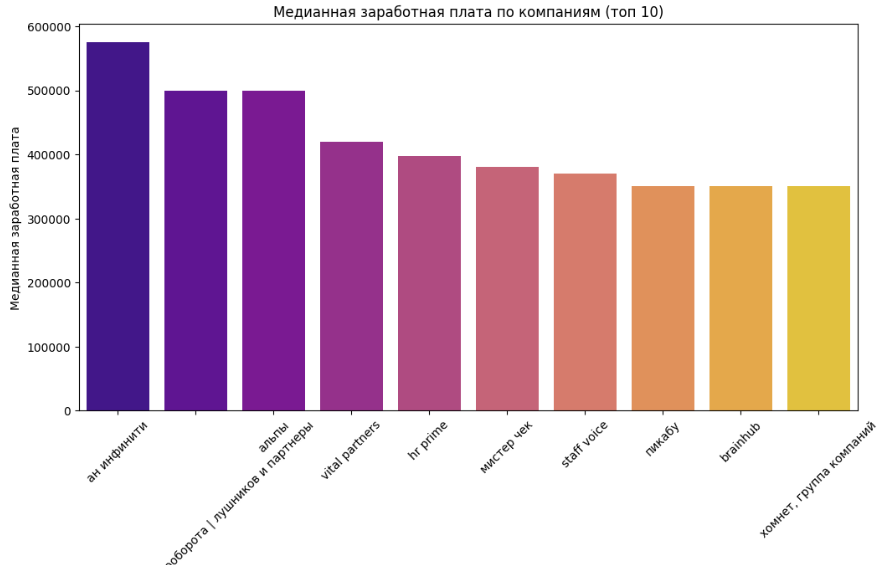 Медианная заработная плата по компаниям (топ 10)
Медианная заработная плата
600000
500000
400000
300000
200000
100000
0
ан инфинити
| лушников и партнеры
альпы
vital partners
hr prime
мистер чек
staff voice
пикабу
brainhub
хомнет, группа компаний